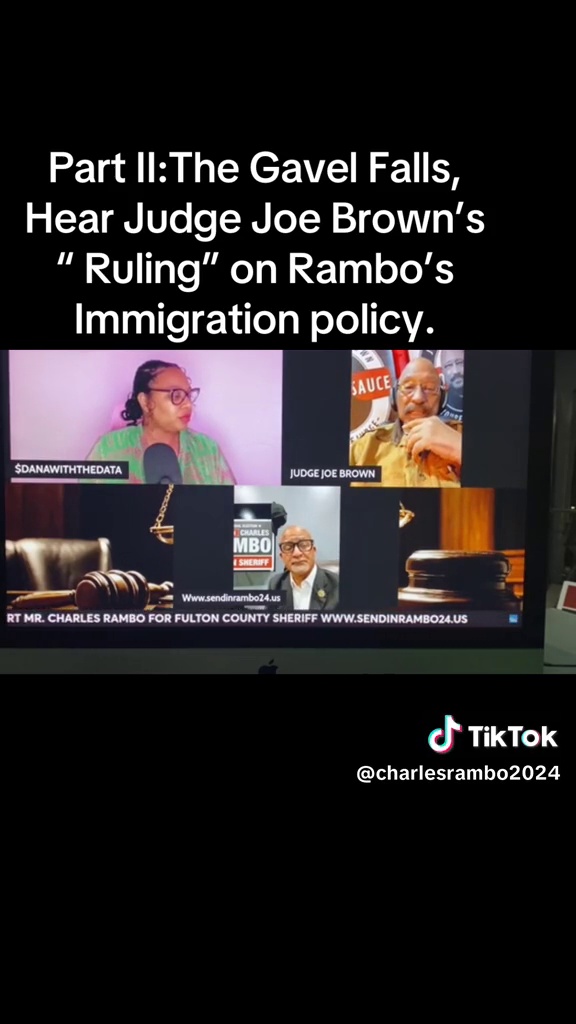 Part II:The Gavel Falls,
Hear Judge Joe Brown’s
“ Ruling” on Rambo’s
Immigration policy.
SAUCE
$DANAWITHTHEDATA
JUDGE JOE BROWN
CHARLES
MBO
SHERIFF
Www.sendinrambo24.us
RT MR. CHARLES RAMBO FOR FULTON COUNTY SHERIFF WWW.SENDINRAMBO24.US
TikTok
@charlesrambo2024